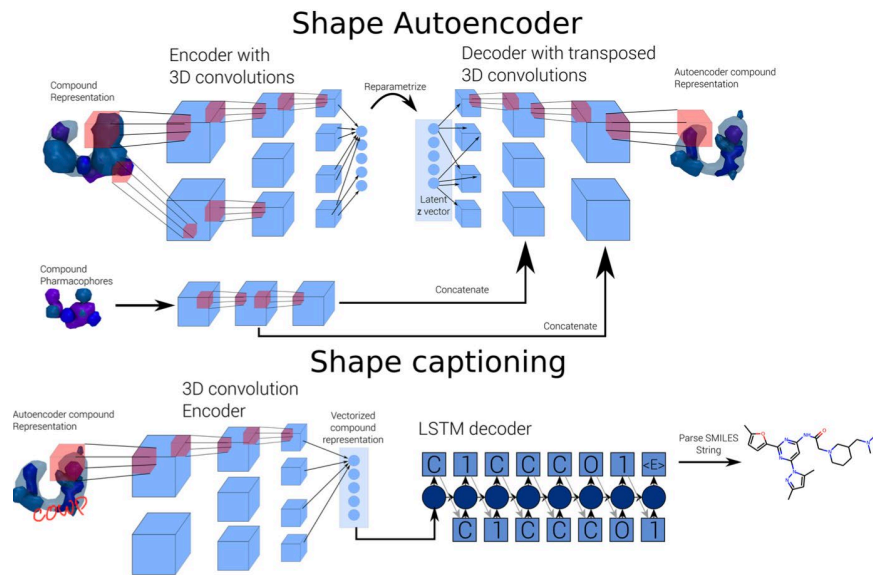 Shape Autoencoder
Encoder with
3D convolutions
Decoder with transposed
3D convolutions
Compound
Representation
Reparametrize
Autoencoder compound
Representation
Latent
z vector
Compound
Pharmacophores
Concatenate
Concatenate
Shape captioning
3D convolution
Encoder
Autoencoder compound
Representation
Vectorized
compound
representation
LSTM decoder
Parse SMILES
String
C 1 C C C O 1 <E>
C 1 C C C O 1
NH
O
O
N
N
N
N
N
N